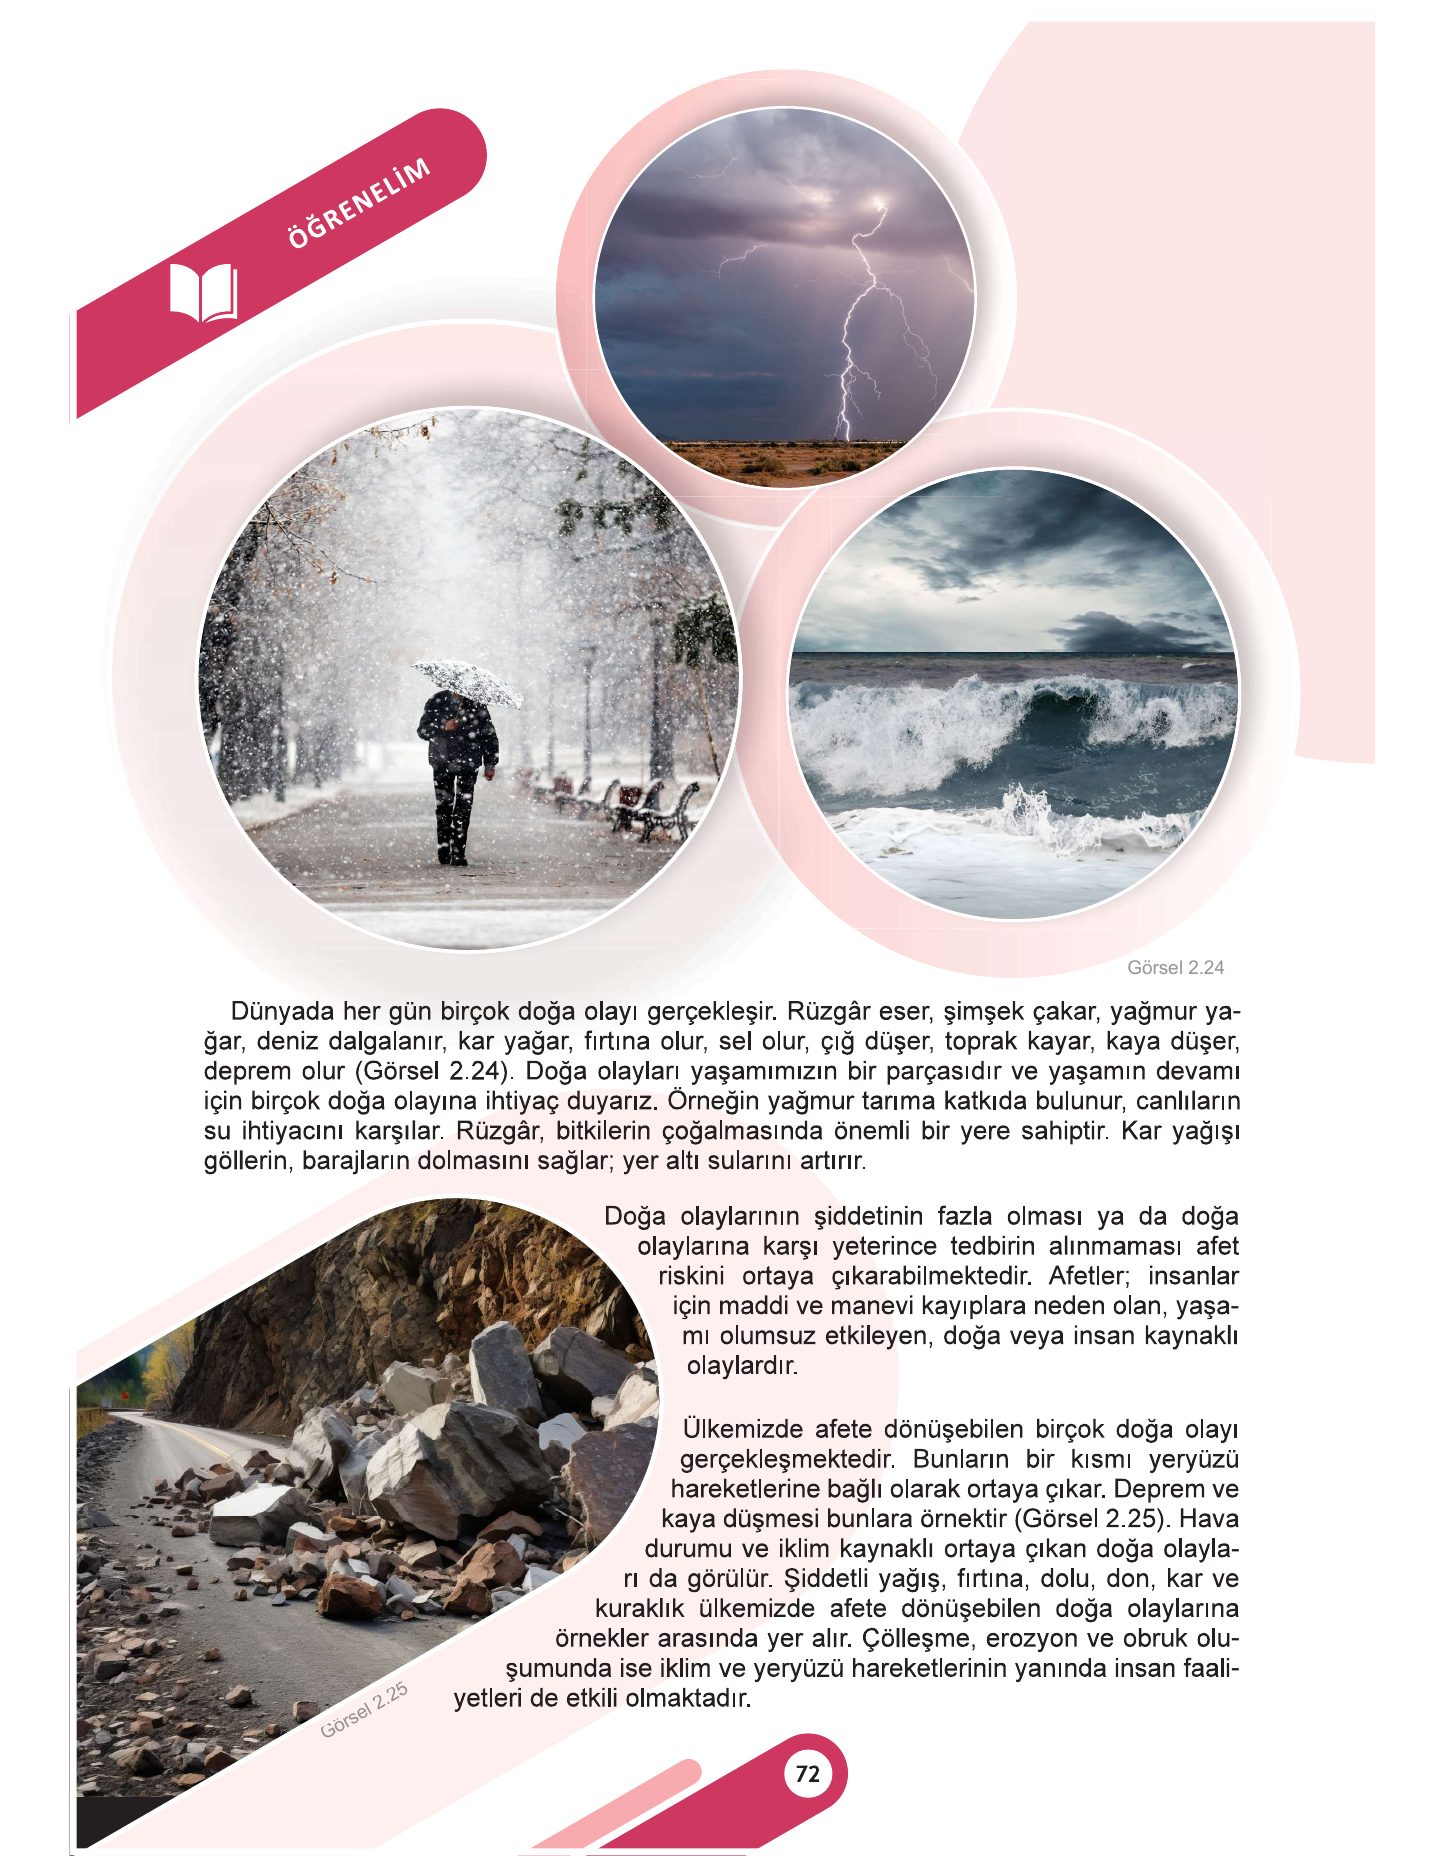 ÖĞRENELİM
Görsel 2.24
Dünyada her gün birçok doğa olayı gerçekleşir. Rüzgâr eser, şimşek çakar, yağmur ya-
ğar, deniz dalgalanır, kar yağar, fırtına olur, sel olur, çığ düşer, toprak kayar, kaya düşer,
deprem olur (Görsel 2.24). Doğa olayları yaşamımızın bir parçasıdır ve yaşamın devamı
için birçok doğa olayına ihtiyaç duyarız. Örneğin yağmur tarıma katkıda bulunur, canlıların
su ihtiyacını karşılar. Rüzgâr, bitkilerin çoğalmasında önemli bir yere sahiptir. Kar yağışı
göllerin, barajların dolmasını sağlar; yer altı sularını artırır.
Doğa olaylarının şiddetinin fazla olması ya da doğa
olaylarına karşı yeterince tedbirin alınmaması afet
riskini ortaya çıkarabilmektedir. Afetler; insanlar
için maddi ve manevi kayıplara neden olan, yaşa-
mı olumsuz etkileyen, doğa veya insan kaynaklı
olaylardır.
Ülkemizde afete dönüşebilen birçok doğa olayı
gerçekleşmektedir. Bunların bir kısmı yeryüzü
hareketlerine bağlı olarak ortaya çıkar. Deprem ve
kaya düşmesi bunlara örnektir (Görsel 2.25). Hava
durumu ve iklim kaynaklı ortaya çıkan doğa olayla-
rı da görülür. Şiddetli yağış, fırtına, dolu, don, kar ve
kuraklık ülkemizde afete dönüşebilen doğa olaylarına
örnekler arasında yer alır. Çölleşme, erozyon ve obruk olu-
şumunda ise iklim ve yeryüzü hareketlerinin yanında insan faali-
yetleri de etkili olmaktadır.
Görsel 2.25
72